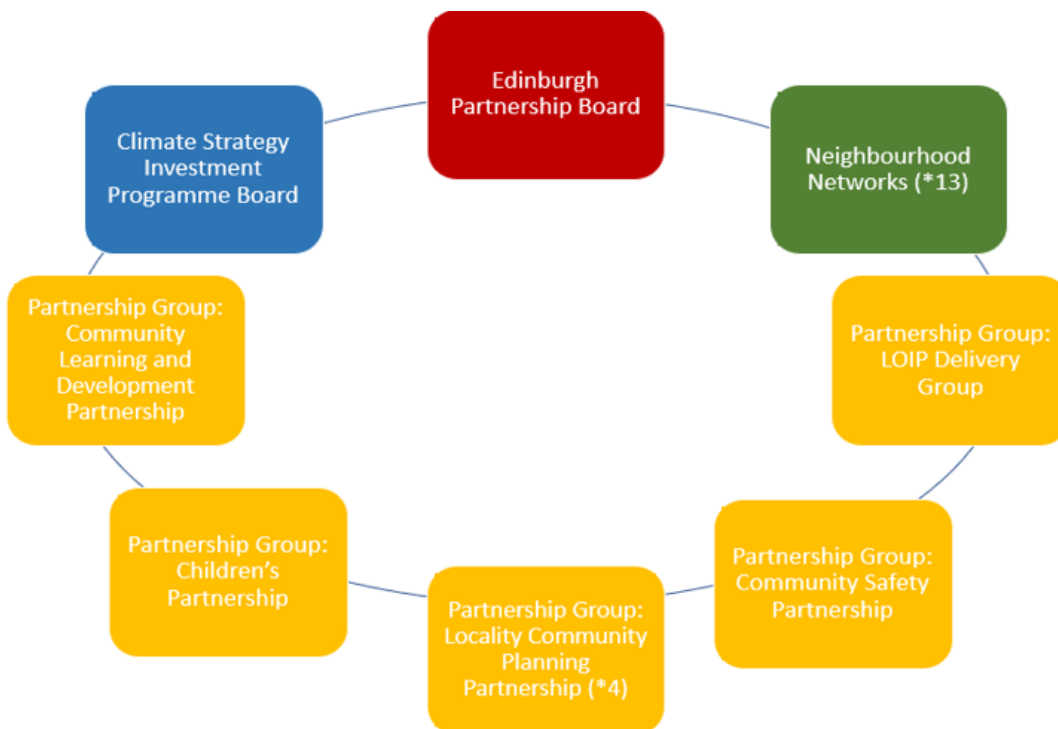 Edinburgh
Partnership Board
Climate Strategy
Investment
Programme Board
Neighbourhood
Networks (*13)
Partnership Group:
Community
Learning and
Development
Partnership
Partnership Group:
LOIP Delivery
Group
Partnership Group:
Children’s
Partnership
Partnership Group:
Locality Community
Planning
Partnership (*4)
Partnership Group:
Community Safety
Partnership